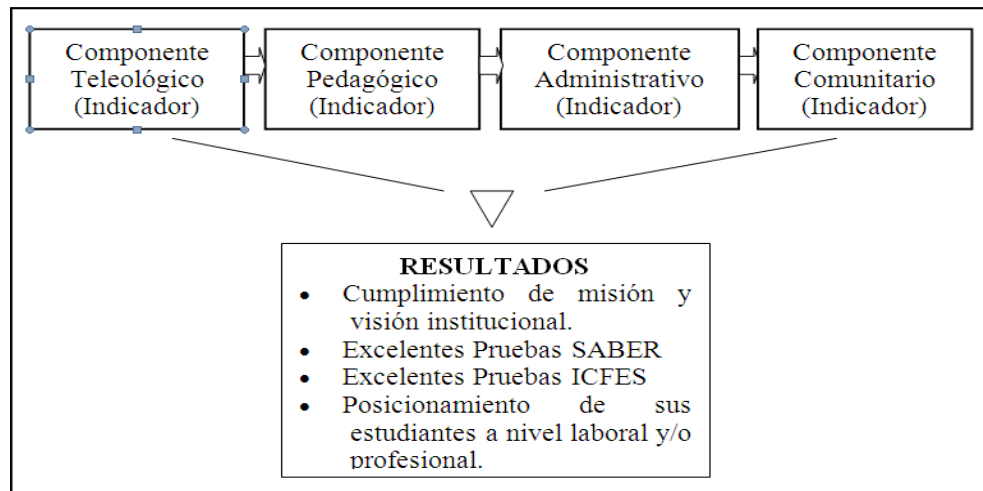 Componente
Teleológico
(Indicador)
Componente
Pedagógico
(Indicador)
Componente
Administrativo
(Indicador)
Componente
Comunitario
(Indicador)
RESULTADOS
• Cumplimiento de misión y
visión institucional.
• Excelentes Pruebas SABER
• Excelentes Pruebas ICFES
• Posicionamiento de sus
estudiantes a nivel laboral y/o
profesional.